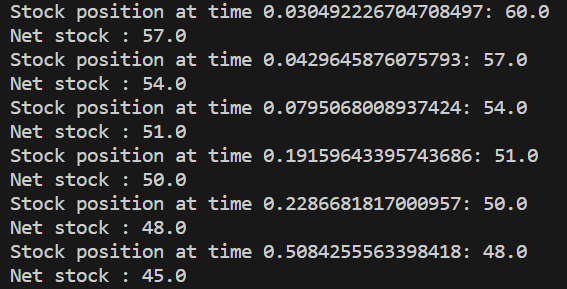 Stock position at time 0.030492226704708497: 60.0
Net stock : 57.0
Stock position at time 0.0429645876075793: 57.0
Net stock : 54.0
Stock position at time 0.0795068008937424: 54.0
Net stock : 51.0
Stock position at time 0.19159643395743686: 51.0
Net stock : 50.0
Stock position at time 0.2286681817000957: 50.0
Net stock : 48.0
Stock position at time 0.5084255563398418: 48.0
Net stock : 45.0